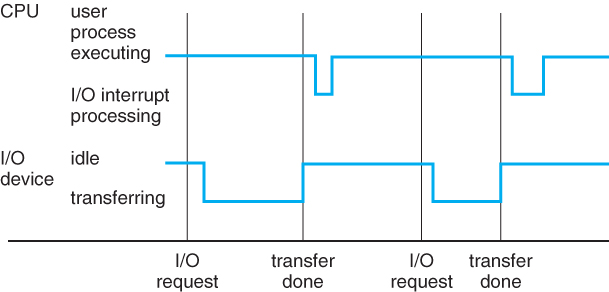 CPU
user
process
executing
I/O interrupt
processing
I/O
device
idle
transferring
I/O
request
transfer
done
I/O
request
transfer
done